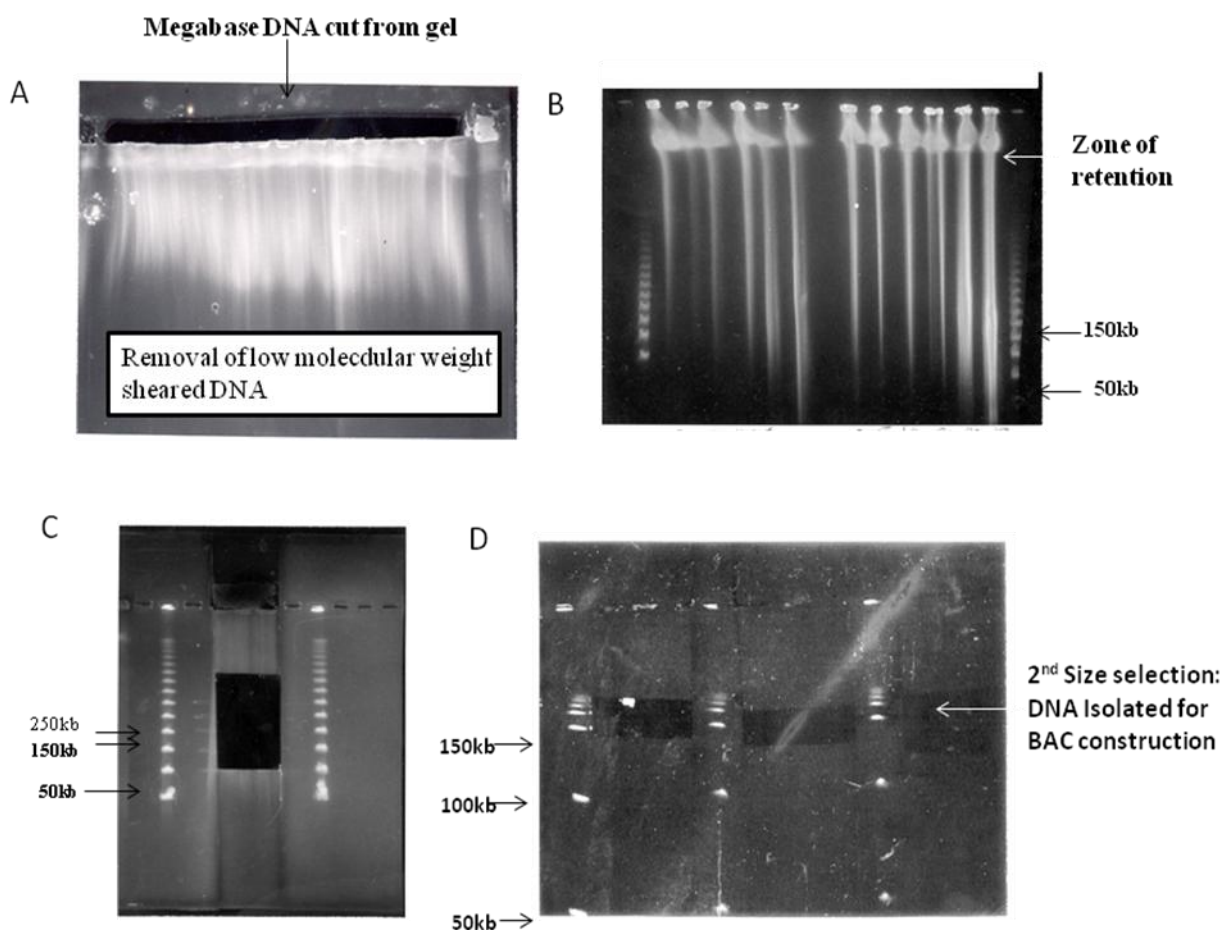 Megabase DNA cut from gel
A
B
Zone of
retention
Removal of low molecdular weight
sheared DNA
150kb
50kb
C
D
250kb
150kb
50kb
2nd Size selection:
DNA Isolated for
BAC construction
150kb
100kb
50kb